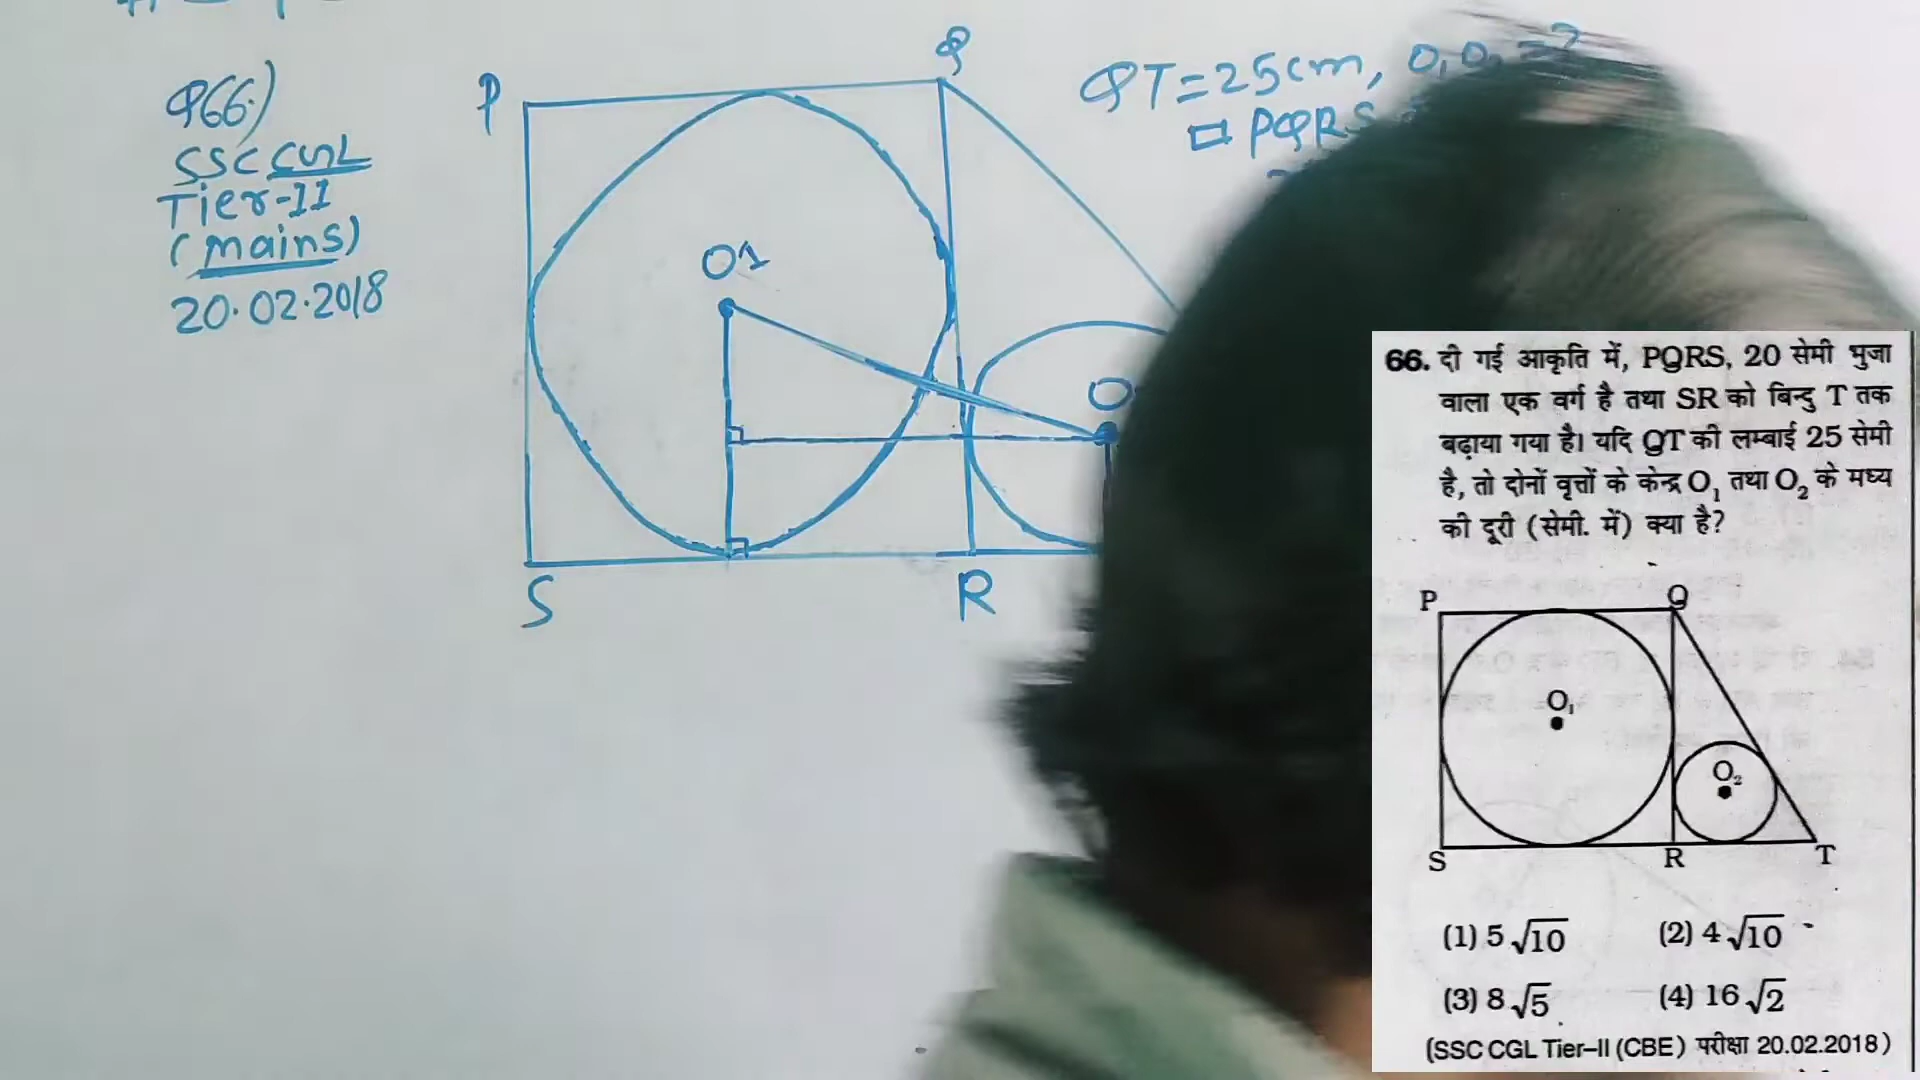 Q66.)
SSC CGL
Tier-II
(mains)
20.02.2018
P
Q
O1
S
R
QT=25cm, O,O
□ PQRS
66. दी गई आकृति में, PQRS, 20 सेमी भुजा
वाला एक वर्ग है तथा SR को बिन्दु T तक
बढ़ाया गया है। यदि QT की लम्बाई 25 सेमी
है, तो दोनों वृत्तों के केन्द्र O₁ तथा O₂ के मध्य
की दूरी (सेमी. में) क्या है?
P
Q
O₁
O₂
S
R
T
(1) 5√10 (2) 4√10
(3) 8√5 (4) 16√2
(SSC CGL Tier–II (CBE) परीक्षा 20.02.2018)